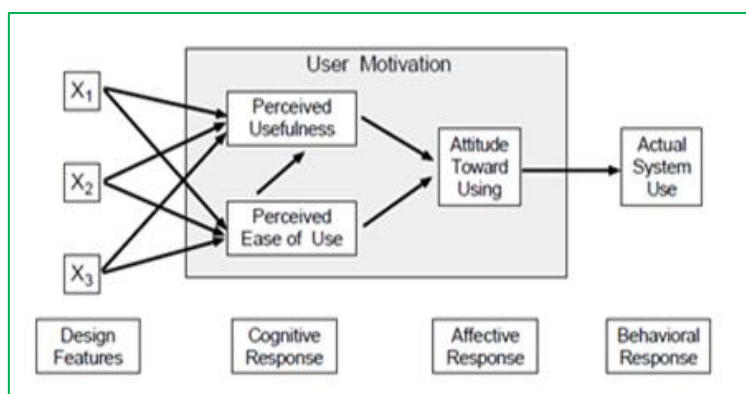 User Motivation
X₁
X₂
X₃
Perceived
Usefulness
Perceived
Ease of Use
Attitude
Toward
Using
Actual
System
Use
Design
Features
Cognitive
Response
Affective
Response
Behavioral
Response